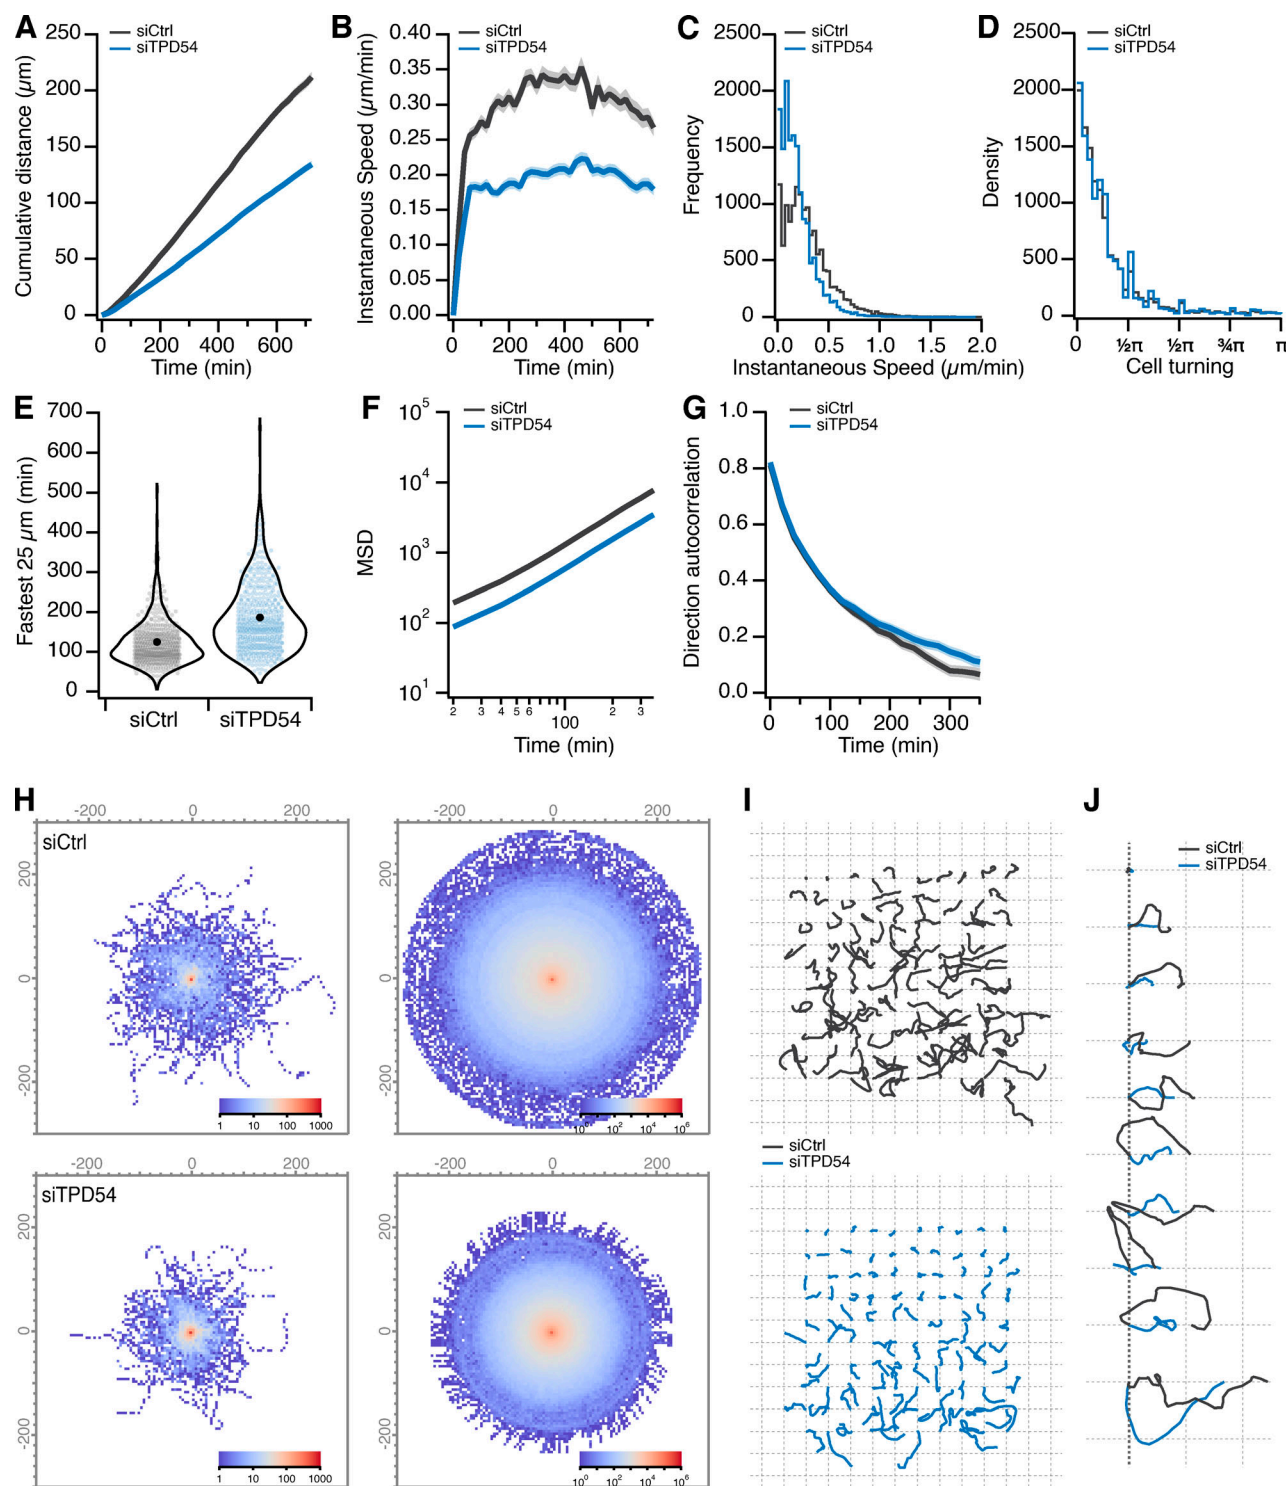 A
siCtrl
siTPD54
Cumulative distance (µm)
250
200
150
100
50
0
0 200 400 600
Time (min)
B
siCtrl
siTPD54
Instantaneous Speed (µm/min)
0.40
0.35
0.30
0.25
0.20
0.15
0.10
0.05
0.00
0 200 400 600
Time (min)
C
siCtrl
siTPD54
Frequency
2500
2000
1500
1000
500
0
0.0 0.5 1.0 1.5 2.0
Instantaneous Speed (µm/min)
D
siCtrl
siTPD54
Density
2500
2000
1500
1000
500
0
0 ½π ½π ¾π π
Cell turning
E
Fastest 25 µm (min)
700
600
500
400
300
200
100
0
siCtrl siTPD54
F
siCtrl
siTPD54
MSD
10⁵
10⁴
10³
10²
10¹
2 3 4 5 6 100 2 3
Time (min)
G
siCtrl
siTPD54
Direction autocorrelation
1.0
0.8
0.6
0.4
0.2
0.0
0 100 200 300
Time (min)
H
-200 0 200
siCtrl
200
0
-200
1 10 100 1000
-200 0 200
200
0
-200
10⁰ 10² 10⁴ 10⁶
-200 0 200
siTPD54
200
0
-200
1 10 100 1000
-200 0 200
200
0
-200
10⁰ 10² 10⁴ 10⁶
I
siCtrl
siTPD54
J
siCtrl
siTPD54